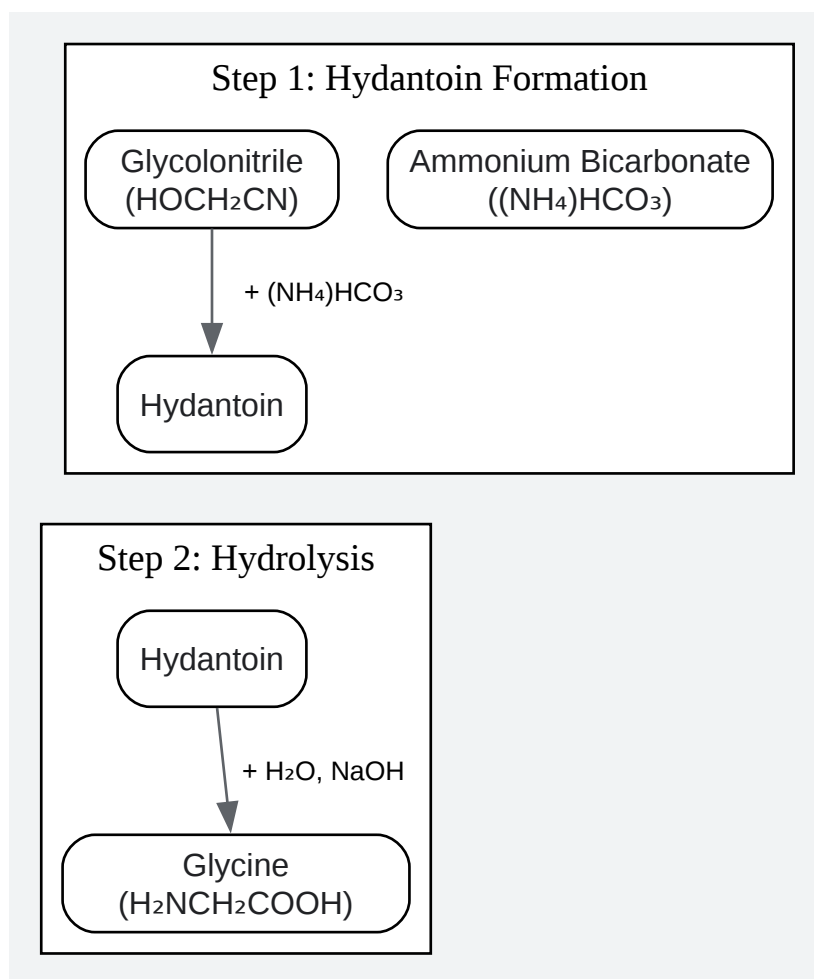 Step 1: Hydantoin Formation
Glycolonitrile
(HOCH₂CN)
Ammonium Bicarbonate
((NH₄)HCO₃)
+ (NH₄)HCO₃
Hydantoin
Step 2: Hydrolysis
Hydantoin
+ H₂O, NaOH
Glycine
(H₂NCH₂COOH)